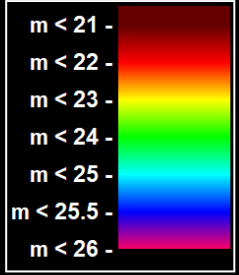 m < 21 -
m < 22 -
m < 23 -
m < 24 -
m < 25 -
m < 25.5 -
m < 26 -